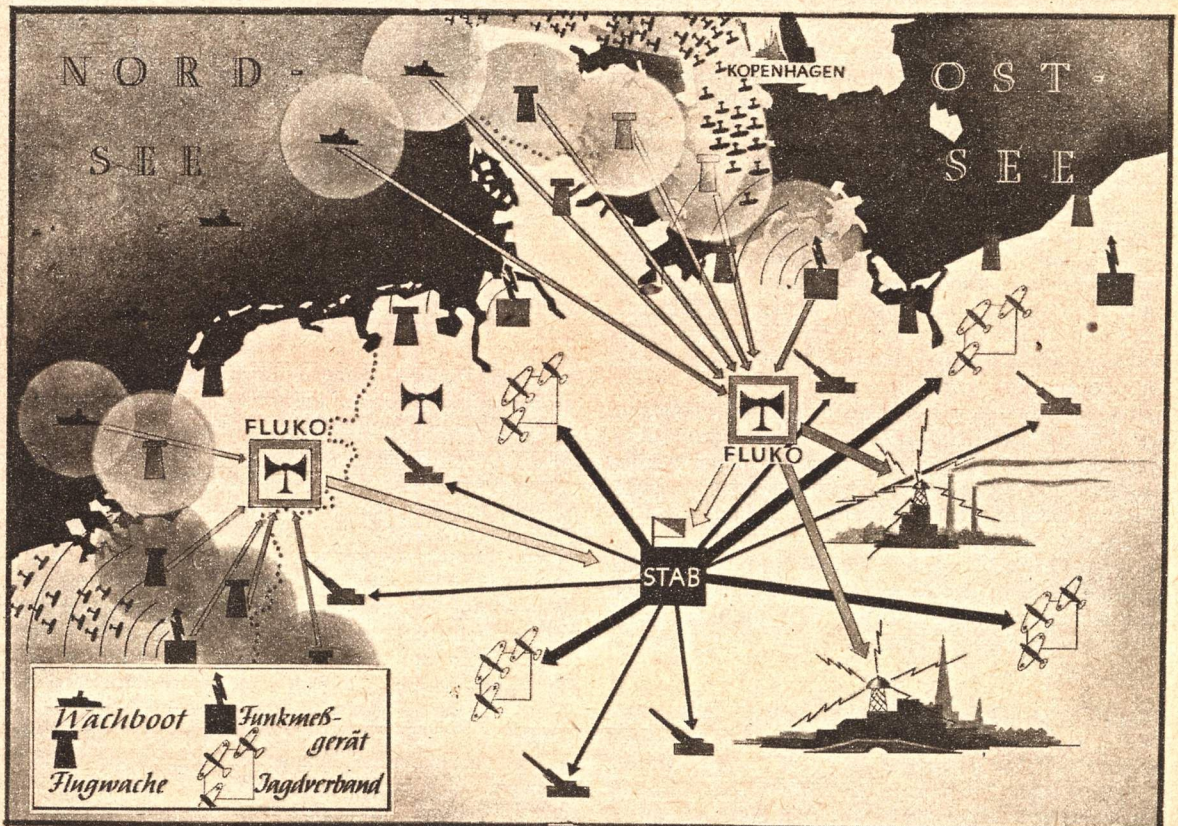 NORD-
SEE
OST-
SEE
KOPENHAGEN
FLUKO
FLUKO
STAB
Wachboot
Funkmeß-
gerät
Flugwache
Jagdverband